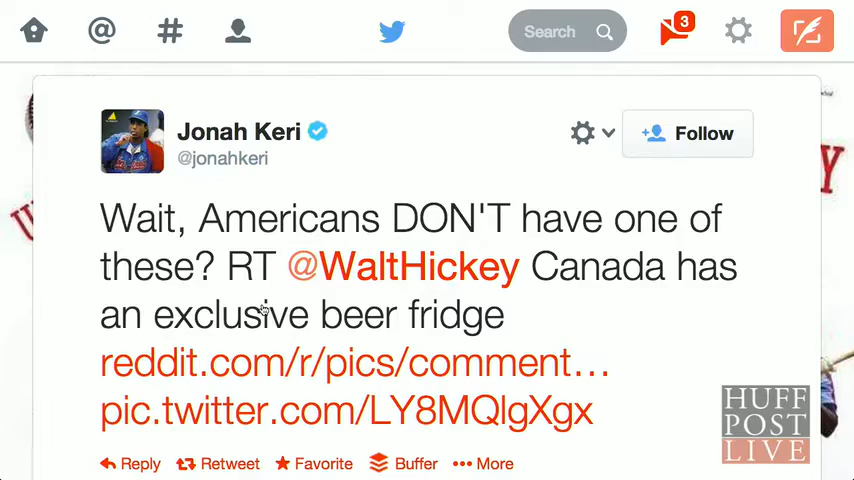 Search
3
Jonah Keri
@jonahkeri
Follow
Wait, Americans DON'T have one of
these? RT @WaltHickey Canada has
an exclusive beer fridge
reddit.com/r/pics/comment...
pic.twitter.com/LY8MQlgXgx
Reply Retweet Favorite Buffer More
HUFF
POST
LIVE